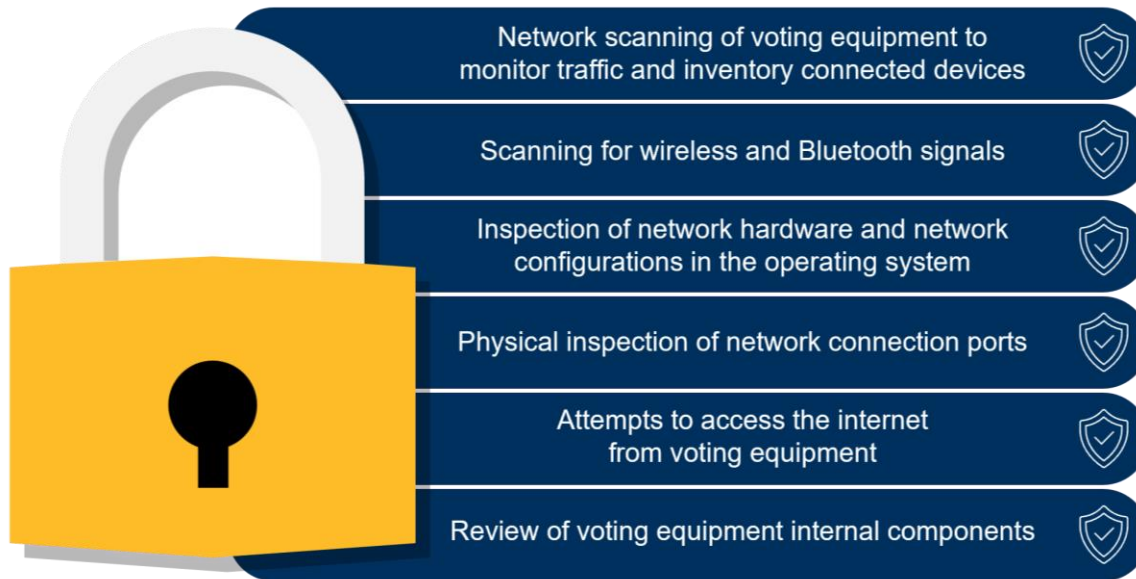 Network scanning of voting equipment to
monitor traffic and inventory connected devices
Scanning for wireless and Bluetooth signals
Inspection of network hardware and network
configurations in the operating system
Physical inspection of network connection ports
Attempts to access the internet
from voting equipment
Review of voting equipment internal components